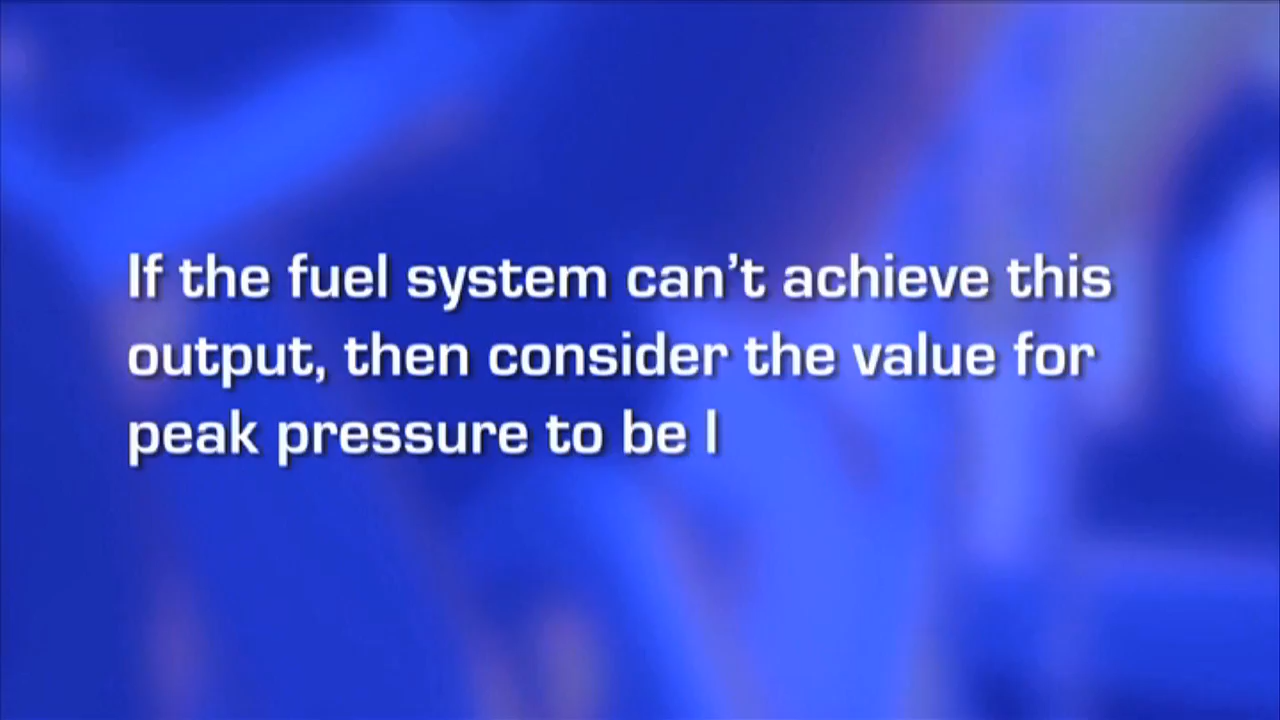 If the fuel system can’t achieve this
output, then consider the value for
peak pressure to be l